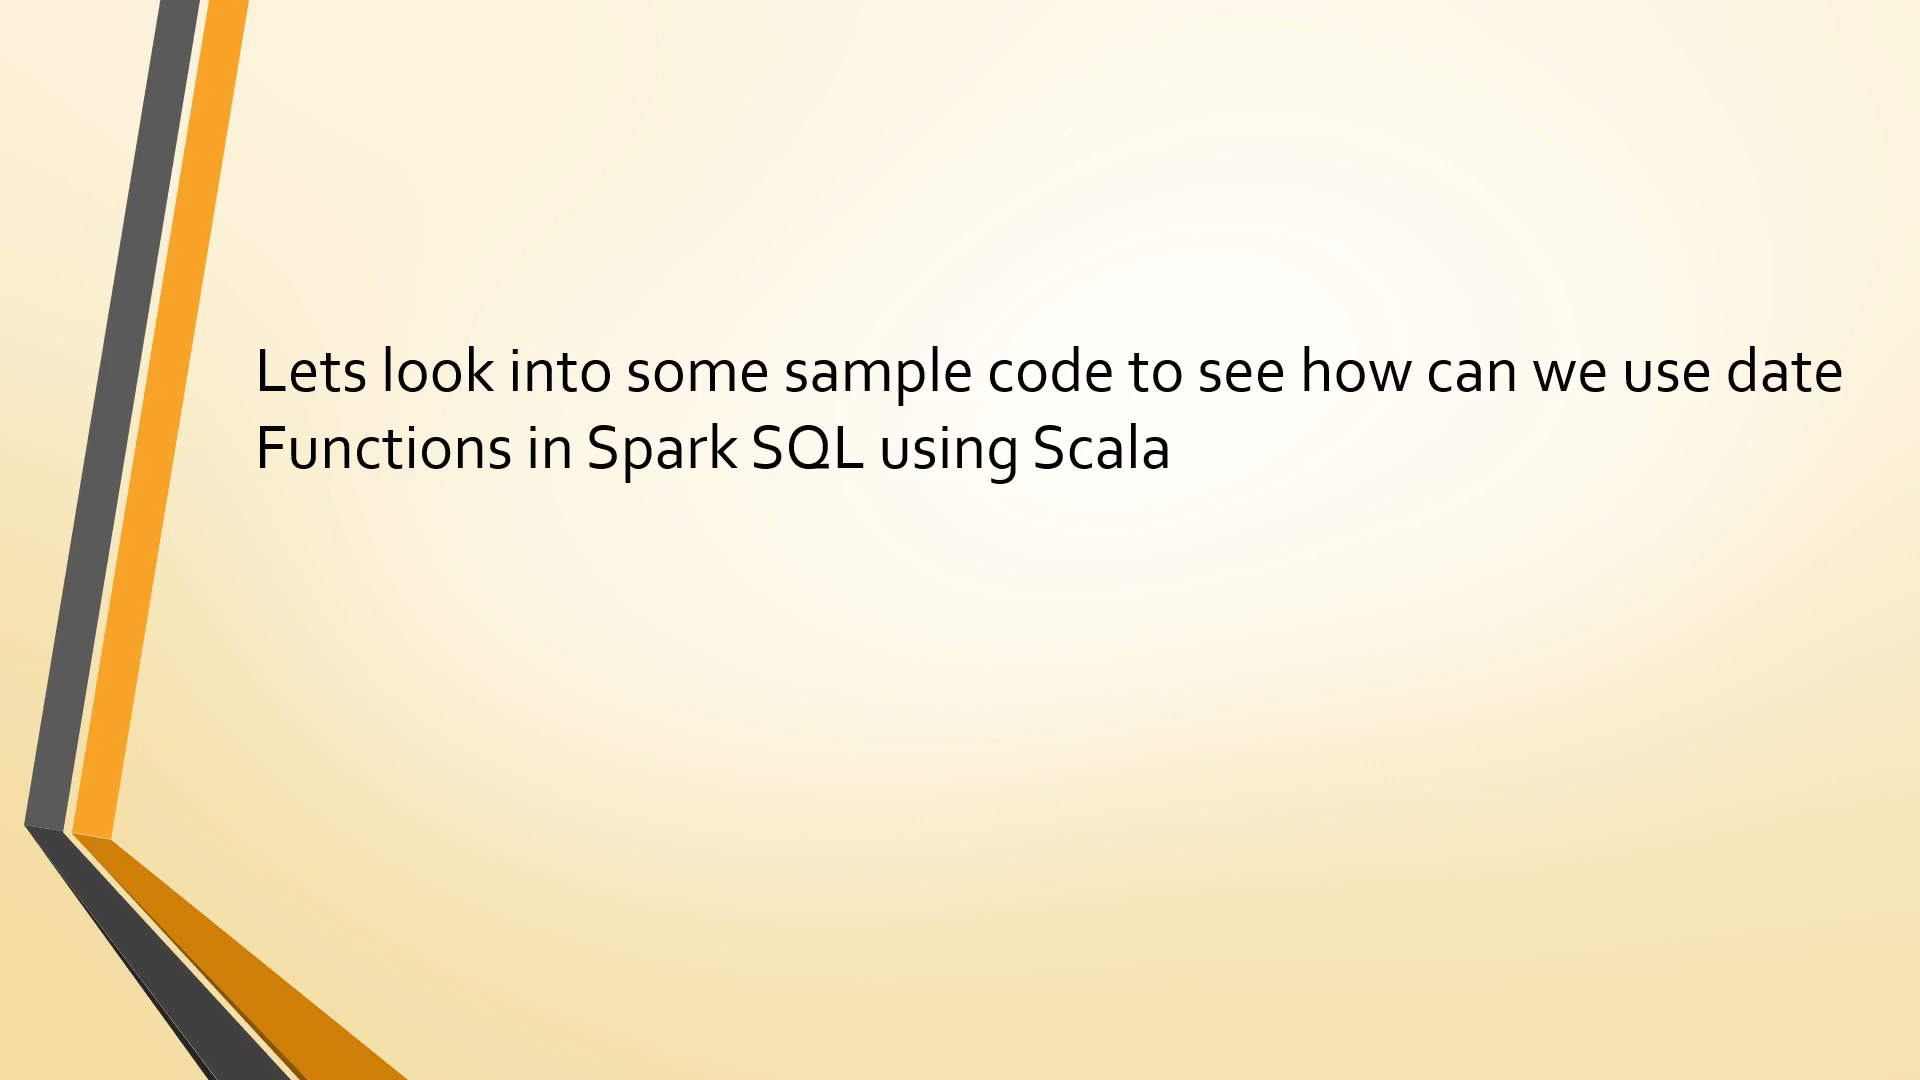 Lets look into some sample code to see how can we use date
Functions in Spark SQL using Scala